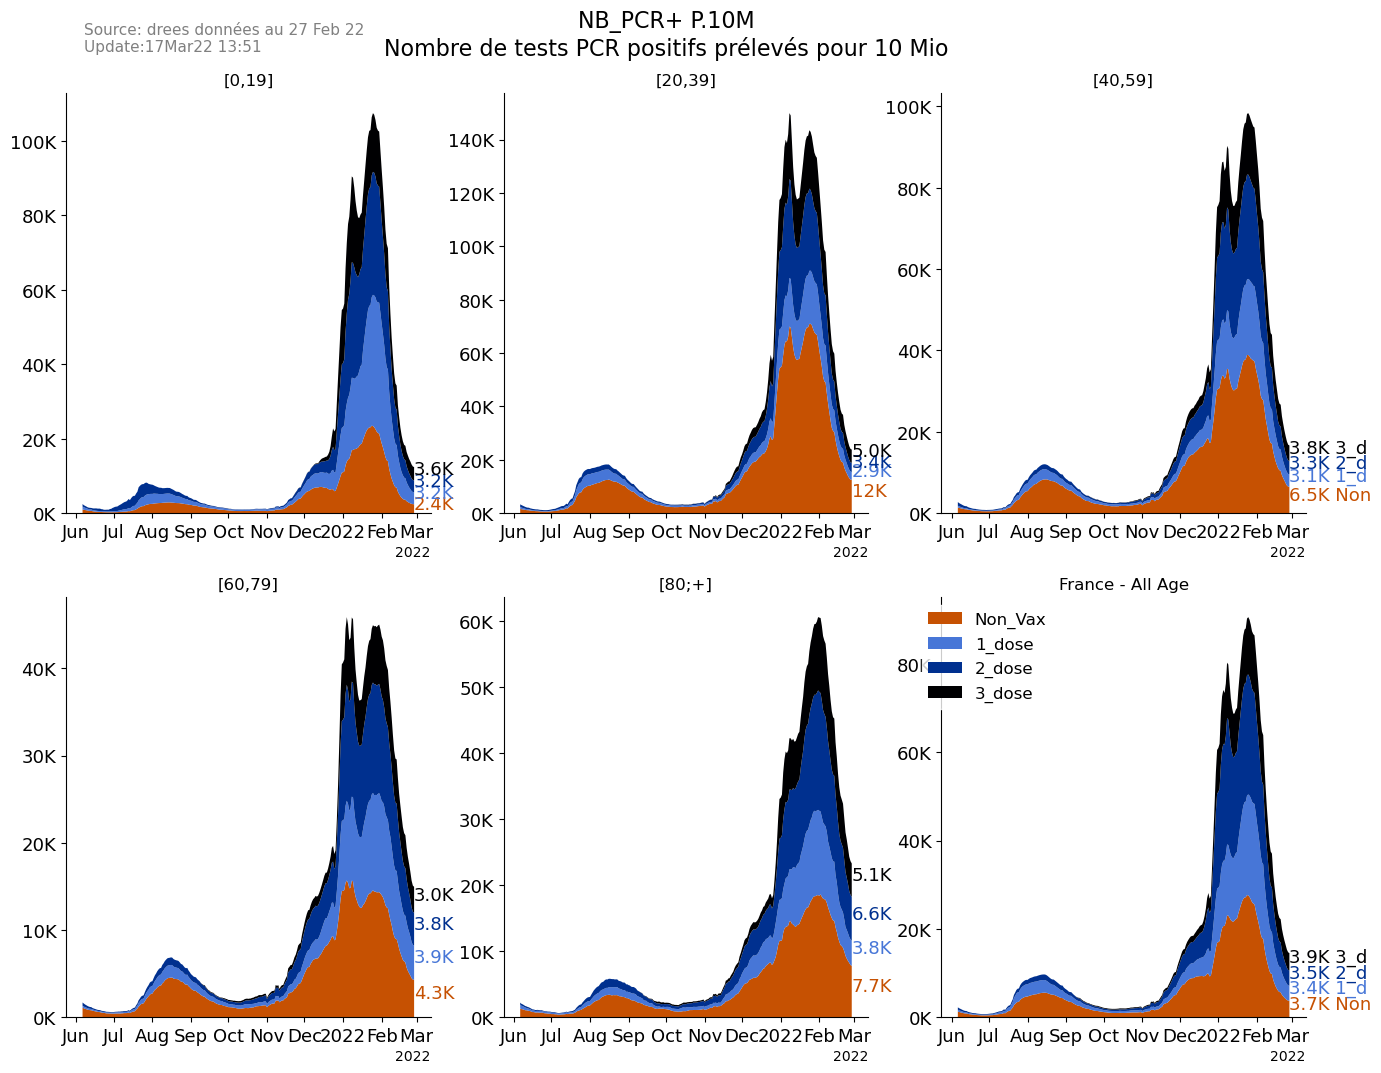 Source: drees données au 27 Feb 22
Update:17Mar22 13:51
NB_PCR+ P.10M
Nombre de tests PCR positifs prélevés pour 10 Mio
[0,19]
100K
80K
60K
40K
20K
0K
3.6K
3.2K
3.2K
2.4K
Jun Jul Aug Sep Oct Nov Dec 2022 Feb Mar
2022
[20,39]
140K
120K
100K
80K
60K
40K
20K
0K
5.0K
3.4K
2.9K
12K
Jun Jul Aug Sep Oct Nov Dec 2022 Feb Mar
2022
[40,59]
100K
80K
60K
40K
20K
0K
3.8K 3_d
3.3K 2_d
3.1K 1_d
6.5K Non
Jun Jul Aug Sep Oct Nov Dec 2022 Feb Mar
2022
[60,79]
40K
30K
20K
10K
0K
3.0K
3.8K
3.9K
4.3K
Jun Jul Aug Sep Oct Nov Dec 2022 Feb Mar
2022
[80;+]
60K
50K
40K
30K
20K
10K
0K
5.1K
6.6K
3.8K
7.7K
Jun Jul Aug Sep Oct Nov Dec 2022 Feb Mar
2022
France - All Age
Non_Vax
1_dose
2_dose
3_dose
80K
60K
40K
20K
0K
3.9K 3_d
3.5K 2_d
3.4K 1_d
3.7K Non
Jun Jul Aug Sep Oct Nov Dec 2022 Feb Mar
2022